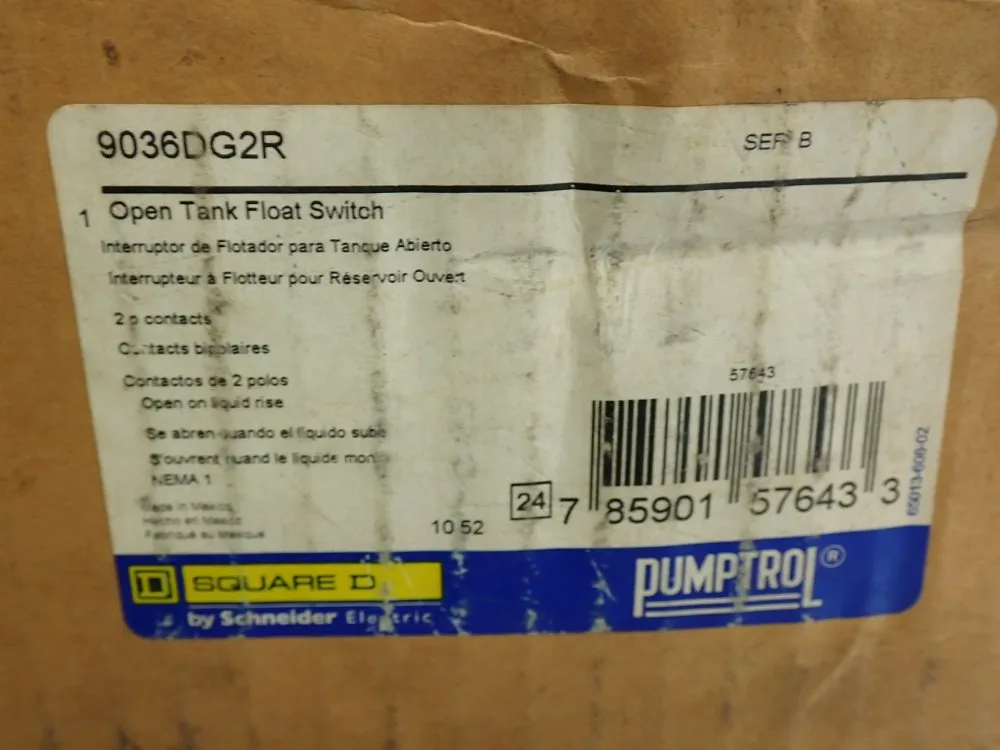 9036DG2R SER B
1 Open Tank Float Switch
Interruptor de Flotador para Tanque Abierto
Interrupteur à Flotteur pour Réservoir Ouvert
2 p contacts
Contacts bipolaires
Contactos de 2 polos
Open on liquid rise
Se abren cuando el líquido sube
S'ouvrent quand le liquide
NEMA 1
Made in Mexico
Hecho en Mexico
Fabriqué au Mexique
10 52
57643
24 7 85901 57643 3
65013-608-02
D SQUARE D
by Schneider Electric
PUMPTROL®